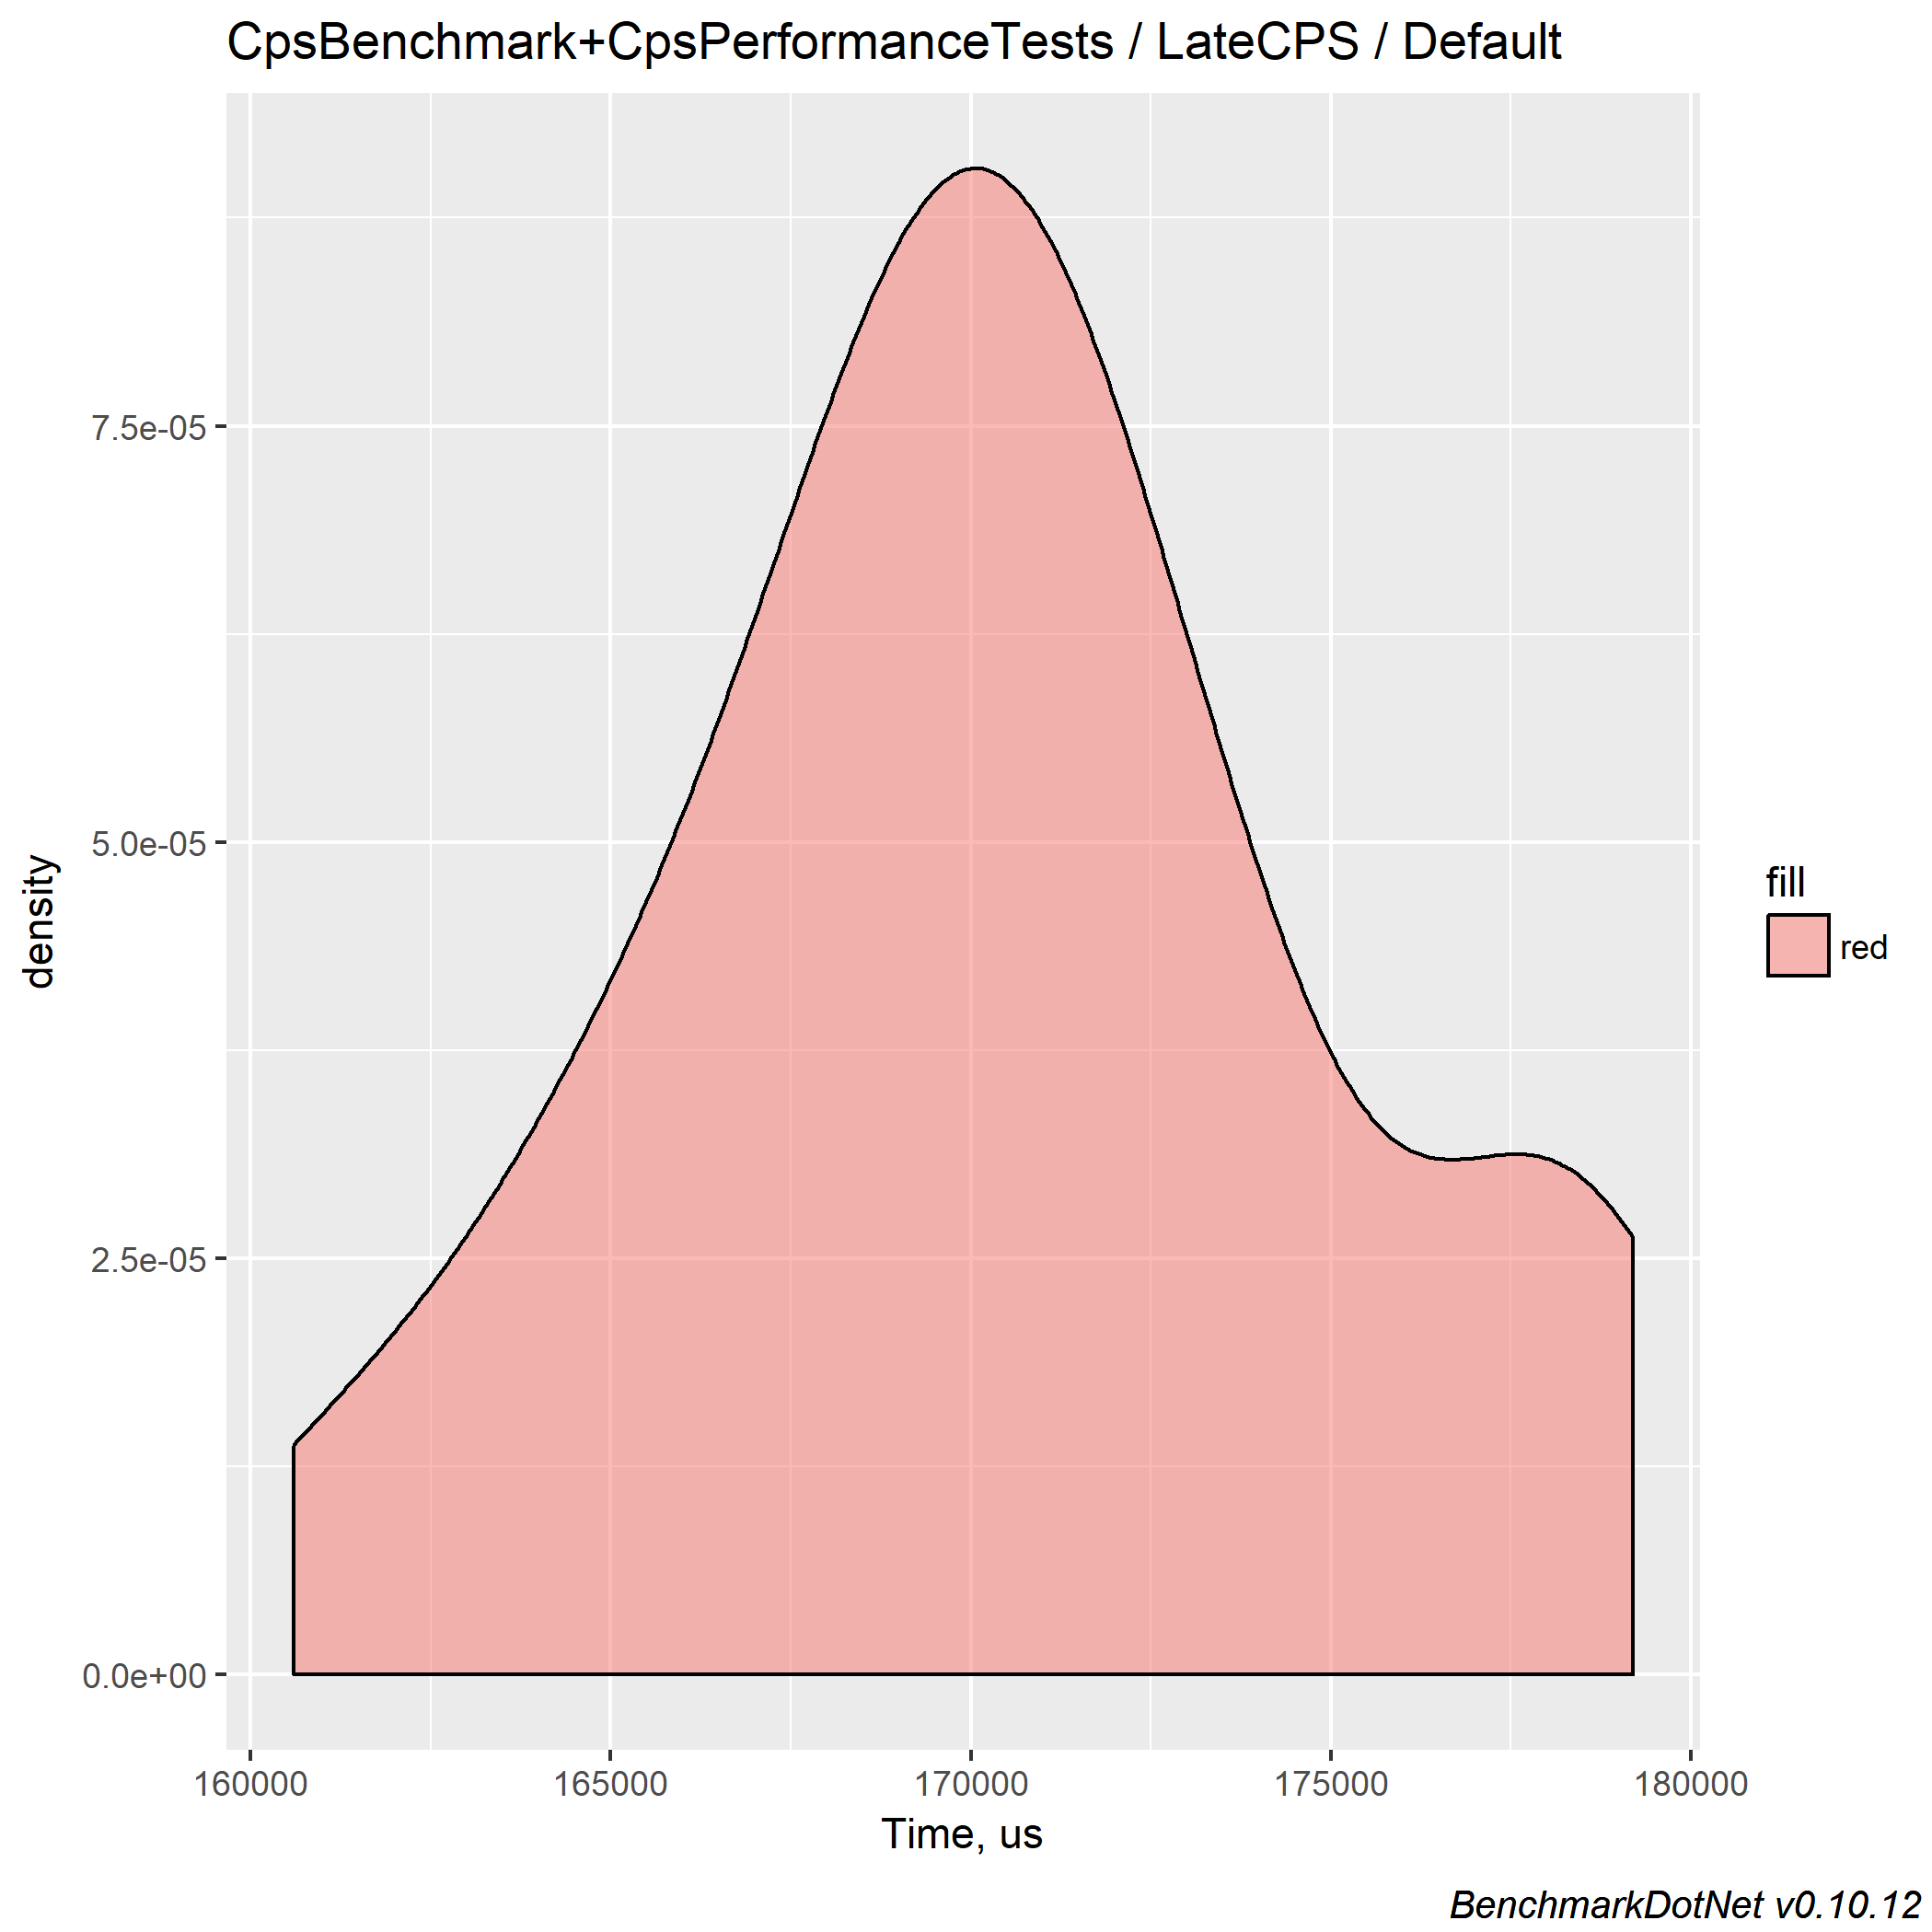 CpsBenchmark+CpsPerformanceTests / LateCPS / Default
density
7.5e-05
5.0e-05
2.5e-05
0.0e+00
160000 165000 170000 175000 180000
Time, us
fill
red
BenchmarkDotNet v0.10.12